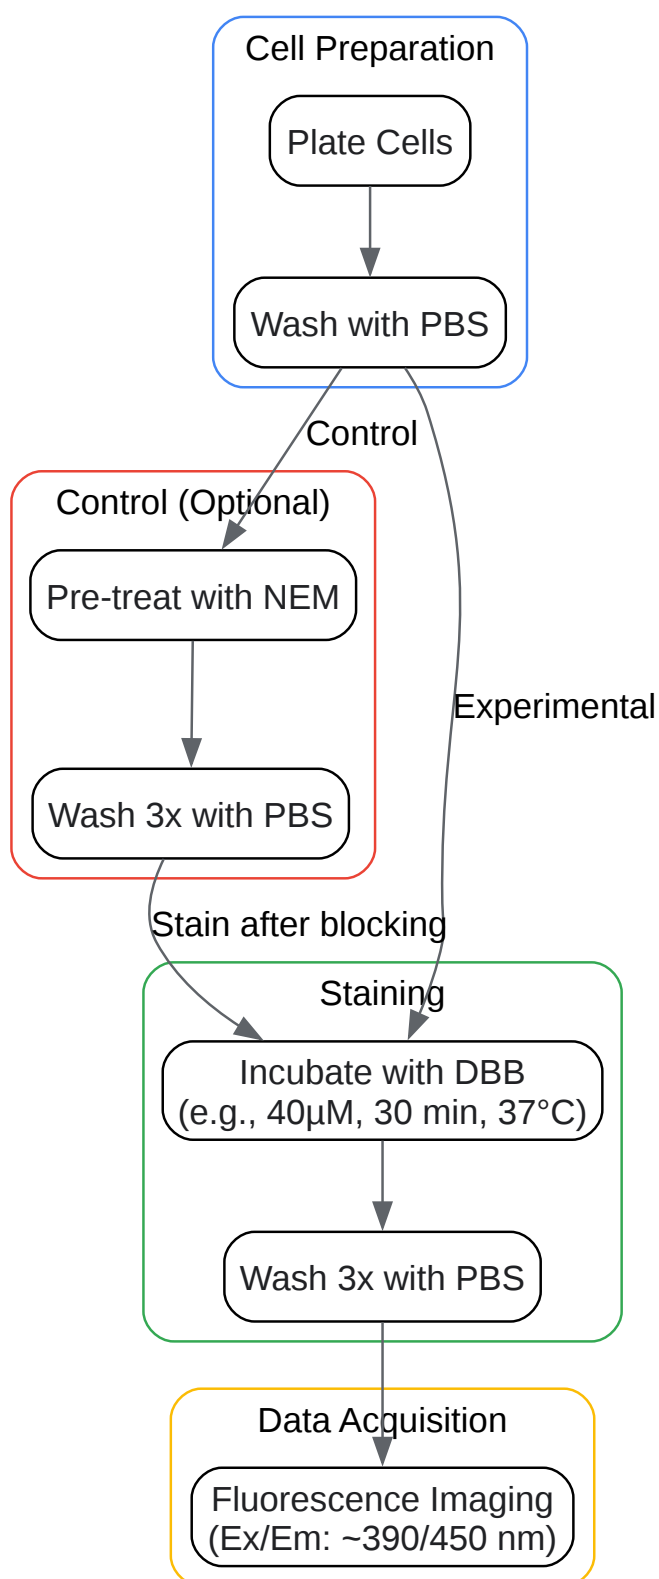 Cell Preparation
Plate Cells
Wash with PBS
Control
Control (Optional)
Pre-treat with NEM
Experimental
Wash 3x with PBS
Stain after blocking
Staining
Incubate with DBB
(e.g., 40µM, 30 min, 37°C)
Wash 3x with PBS
Data Acquisition
Fluorescence Imaging
(Ex/Em: ~390/450 nm)